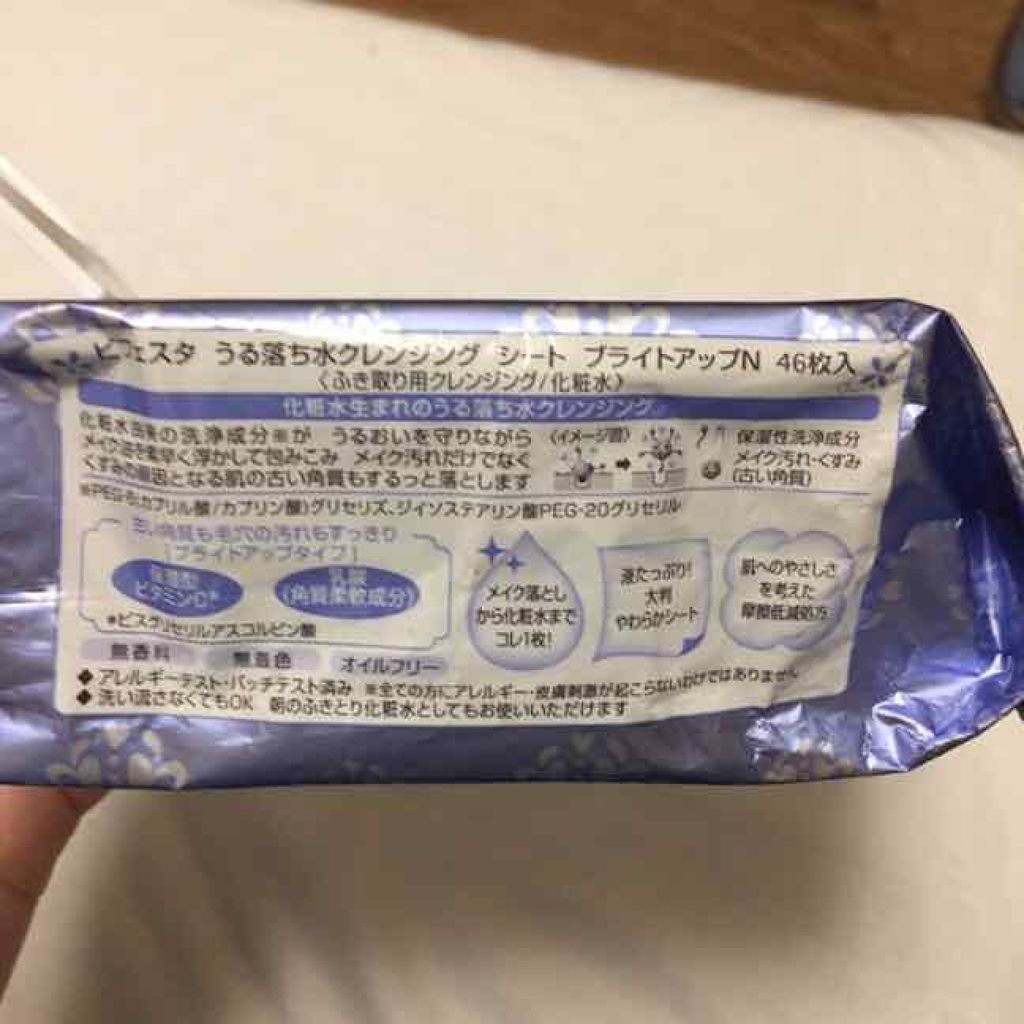 ビフェスタ うる落ち水クレンジング シート ブライトアップN 46枚入
〈ふき取り用クレンジング/化粧水〉
化粧水生まれのうる落ち水クレンジング
化粧水由来の洗浄成分※が うるおいを守りながら
メイク汚を素早く浮かして包みこみ メイク汚れだけでなく
くすみの原因となる肌の古い角質もするっと落とします
〈イメージ図〉
保湿性洗浄成分
メイク汚れ・くすみ
(古い角質)
※PEG-8(カプリル酸/カプリン酸)グリセリズ、ジイソステアリン酸PEG-20グリセリル
古い角質も毛穴の汚れもすっきり
[ブライトアップタイプ]
ビタミンC*
乳酸
(角質柔軟成分)
*ビスグリセリルアスコルビン酸
メイク落とし
から化粧水まで
コレ1枚!
液たっぷり!
大判
やわらかシート
肌へのやさしさ
を考えた
摩擦低減処方
無香料 無着色 オイルフリー
◆アレルギーテスト・パッチテスト済み ※全ての方にアレルギー・皮膚刺激が起こらないわけではありません
◆洗い流さなくてもOK 朝のふきとり化粧水としてもお使いいただけます